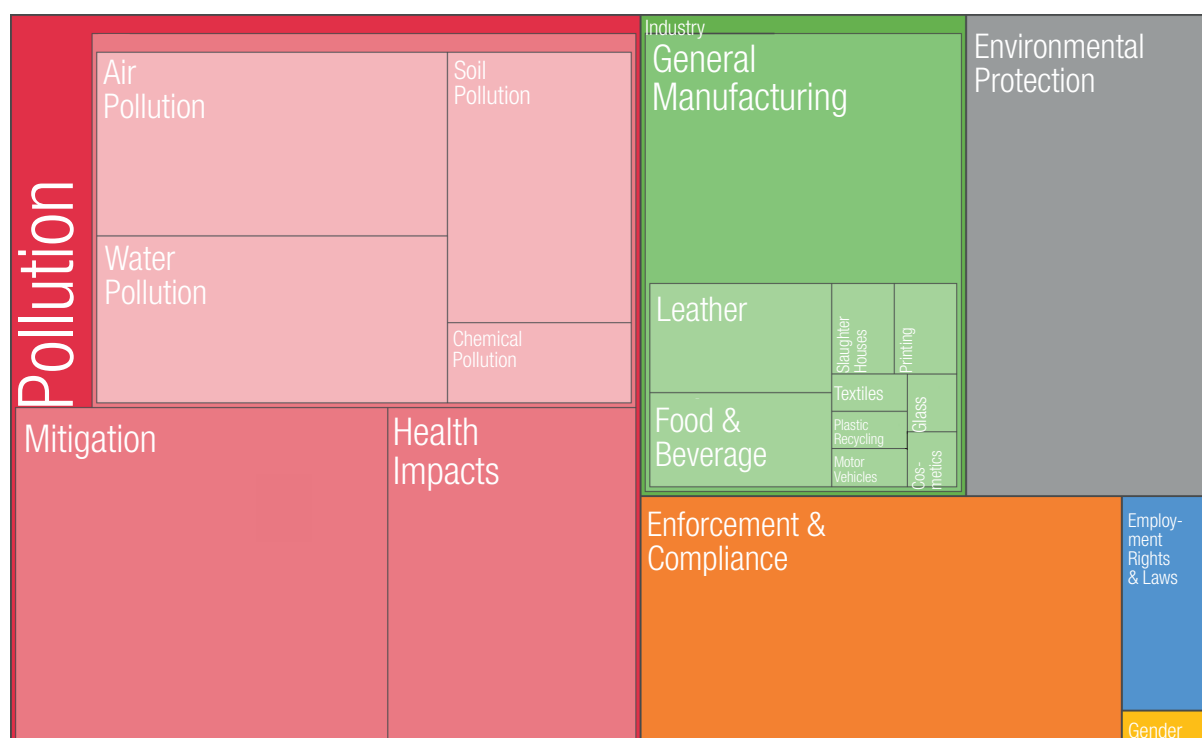 Pollution
Air
Pollution
Soil
Pollution
Water
Pollution
Chemical
Pollution
Mitigation
Health
Impacts
Industry
General
Manufacturing
Leather
Slaughter
Houses
Printing
Food &
Beverage
Textiles
Plastic
Recycling
Motor
Vehicles
Glass
Cos-
metics
Environmental
Protection
Enforcement &
Compliance
Employ-
ment
Rights
& Laws
Gender